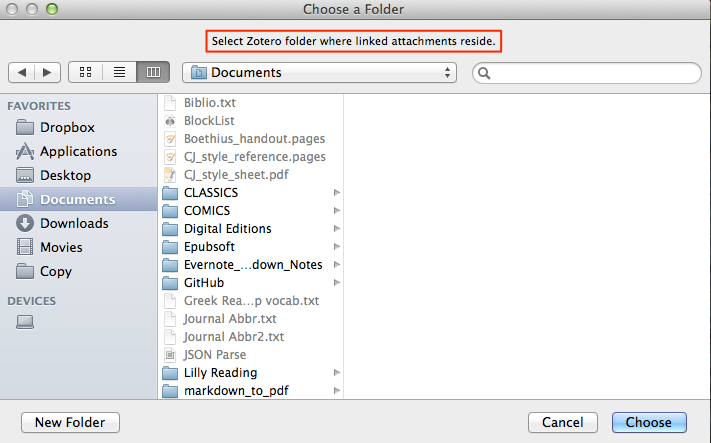 Choose a Folder
Select Zotero folder where linked attachments reside.
Documents
FAVORITES
Dropbox
Applications
Desktop
Documents
Downloads
Movies
Copy
DEVICES
Biblio.txt
BlockList
Boethius_handout.pages
CJ_style_reference.pages
CJ_style_sheet.pdf
CLASSICS
COMICS
Digital Editions
Epubsoft
Evernote_...down_Notes
GitHub
Greek Rea...p vocab.txt
Journal Abbr.txt
Journal Abbr2.txt
JSON Parse
Lilly Reading
markdown_to_pdf
New Folder
Cancel
Choose